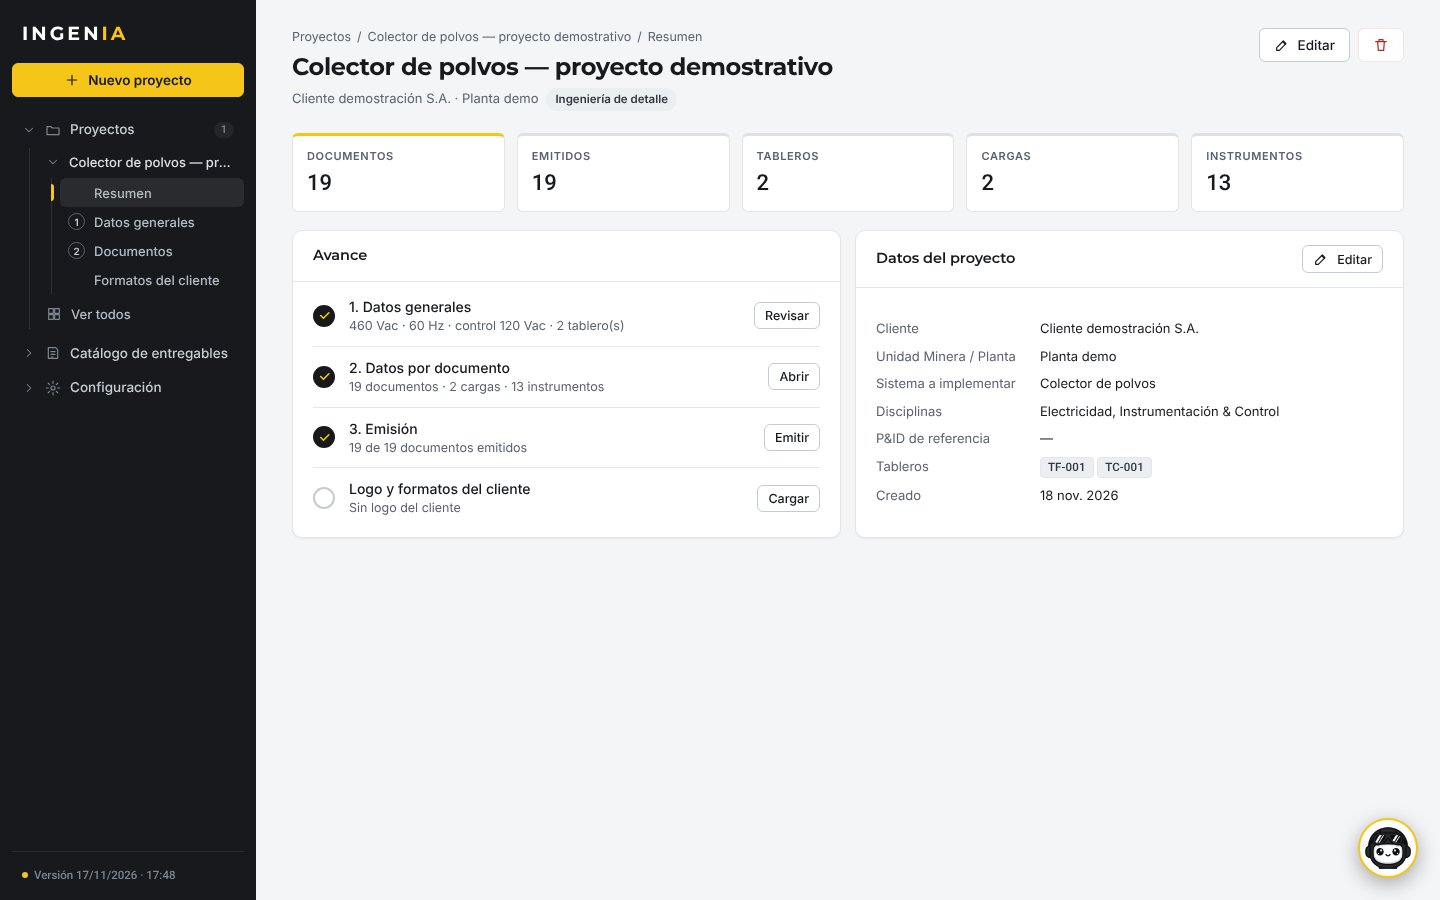 INGENIA
Nuevo proyecto
Proyectos 1
Colector de polvos — pr...
Resumen
1 Datos generales
2 Documentos
Formatos del cliente
Ver todos
Catálogo de entregables
Configuración
Versión 17/11/2026 · 17:48
Proyectos / Colector de polvos — proyecto demostrativo / Resumen
Colector de polvos — proyecto demostrativo
Cliente demostración S.A. · Planta demo Ingeniería de detalle
Editar
DOCUMENTOS
19
EMITIDOS
19
TABLEROS
2
CARGAS
2
INSTRUMENTOS
13
Avance
1. Datos generales
460 Vac · 60 Hz · control 120 Vac · 2 tablero(s)
Revisar
2. Datos por documento
19 documentos · 2 cargas · 13 instrumentos
Abrir
3. Emisión
19 de 19 documentos emitidos
Emitir
Logo y formatos del cliente
Sin logo del cliente
Cargar
Datos del proyecto
Editar
Cliente Cliente demostración S.A.
Unidad Minera / Planta Planta demo
Sistema a implementar Colector de polvos
Disciplinas Electricidad, Instrumentación & Control
P&ID de referencia —
Tableros TF-001 TC-001
Creado 18 nov. 2026